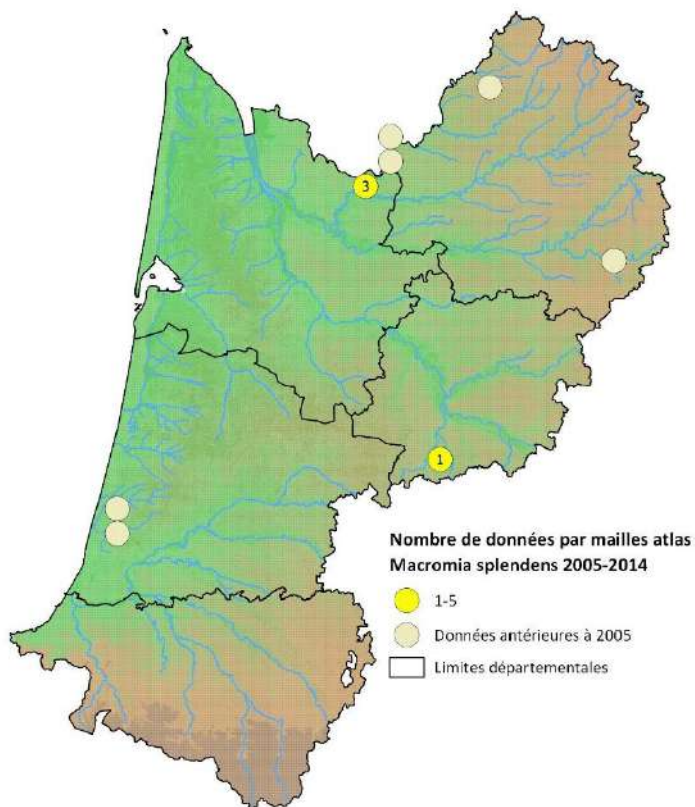 3
1
Nombre de données par mailles atlas
Macromia splendens 2005-2014
1-5
Données antérieures à 2005
Limites départementales